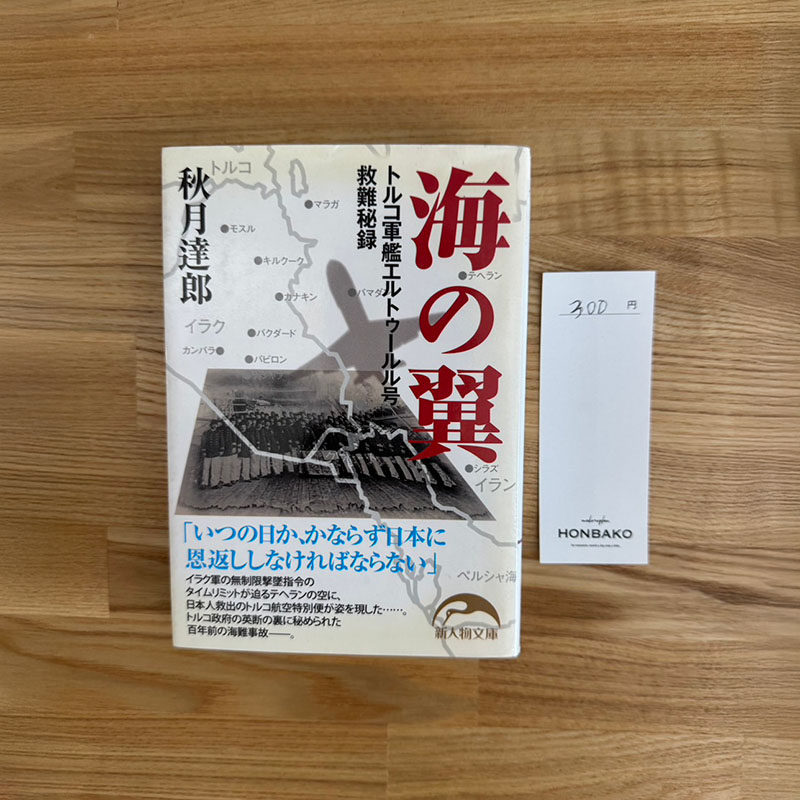 海の翼
トルコ軍艦エルトゥールル号
救難秘録
秋月達郎
トルコ
●マラガ
●モスル
●キルクーク
●テヘラン
●カナキン
●ハマダ
イラク
●バクダード
カンバラ●
●バビロン
●シラズ
イラン
「いつの日か、かならず日本に
恩返ししなければならない」
ペルシャ海
イラク軍の無制限撃墜指令の
タイムリミットが迫るテヘランの空に、
日本人救出のトルコ航空特別便が姿を現した……。
トルコ政府の英断の裏に秘められた
百年前の海難事故――。
新人物文庫
300 円
HONBAKO